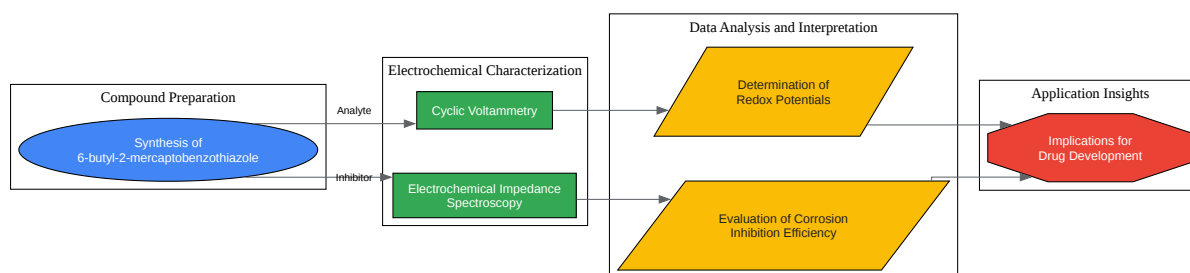 Compound Preparation
Synthesis of
6-butyl-2-mercaptobenzothiazole
Analyte
Inhibitor
Electrochemical Characterization
Cyclic Voltammetry
Electrochemical Impedance
Spectroscopy
Data Analysis and Interpretation
Determination of
Redox Potentials
Evaluation of Corrosion
Inhibition Efficiency
Application Insights
Implications for
Drug Development